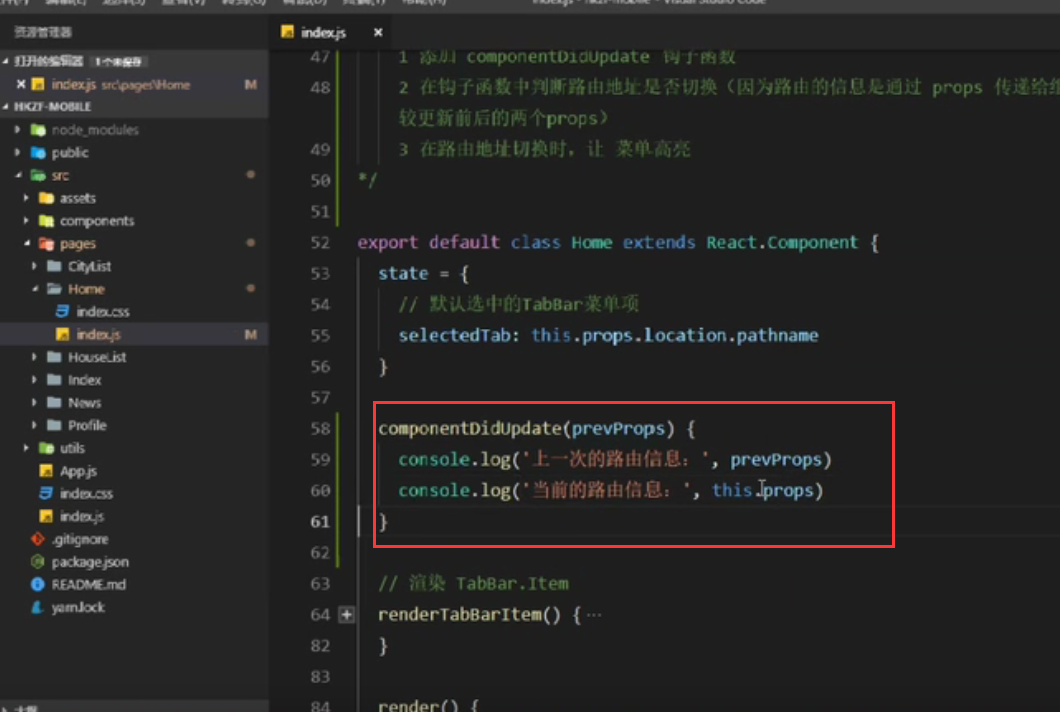 index.js - hkzf-mobile - Visual Studio Code
资源管理器
index.js ×
打开的编辑器 1个未保存
× index.js src\pages\Home M
HKZF-MOBILE
node_modules
public
src
assets
components
pages
CityList
Home
index.css
index.js M
HouseList
Index
News
Profile
utils
App.js
index.css
index.js
.gitignore
package.json
README.md
yarn.lock
47 1 添加 componentDidUpdate 钩子函数
48 2 在钩子函数中判断路由地址是否切换（因为路由的信息是通过 props 传递给组
较更新前后的两个props）
49 3 在路由地址切换时，让 菜单高亮
50 */
51
52 export default class Home extends React.Component {
53 state = {
54 // 默认选中的TabBar菜单项
55 selectedTab: this.props.location.pathname
56 }
57
58 componentDidUpdate(prevProps) {
59 console.log('上一次的路由信息：', prevProps)
60 console.log('当前的路由信息：', this.props)
61 }
62
63 // 渲染 TabBar.Item
64 renderTabBarItem() {···
82 }
83
84 render() {